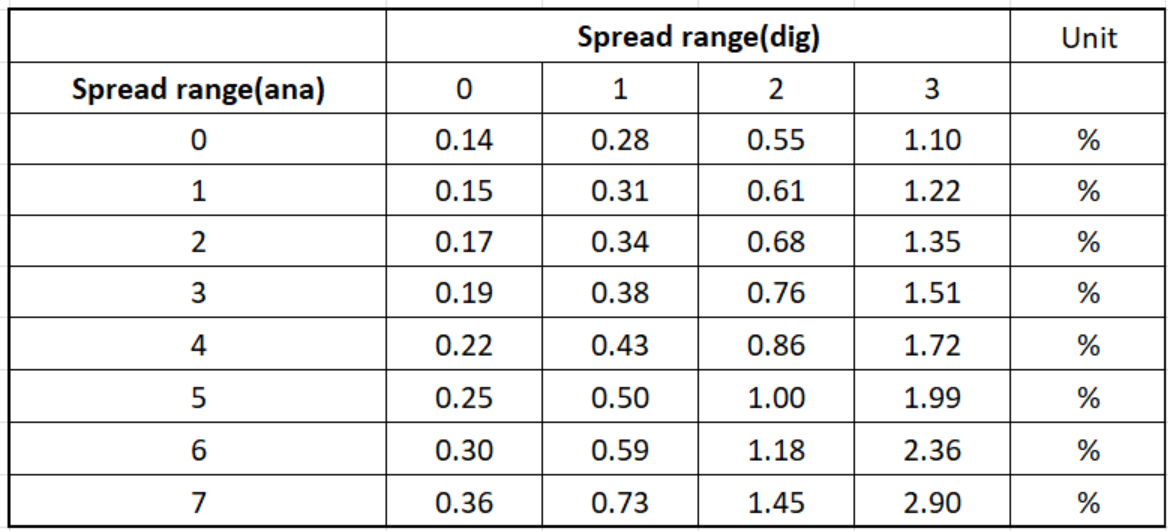 Spread range(dig) Unit
Spread range(ana) 0 1 2 3
0 0.14 0.28 0.55 1.10 %
1 0.15 0.31 0.61 1.22 %
2 0.17 0.34 0.68 1.35 %
3 0.19 0.38 0.76 1.51 %
4 0.22 0.43 0.86 1.72 %
5 0.25 0.50 1.00 1.99 %
6 0.30 0.59 1.18 2.36 %
7 0.36 0.73 1.45 2.90 %